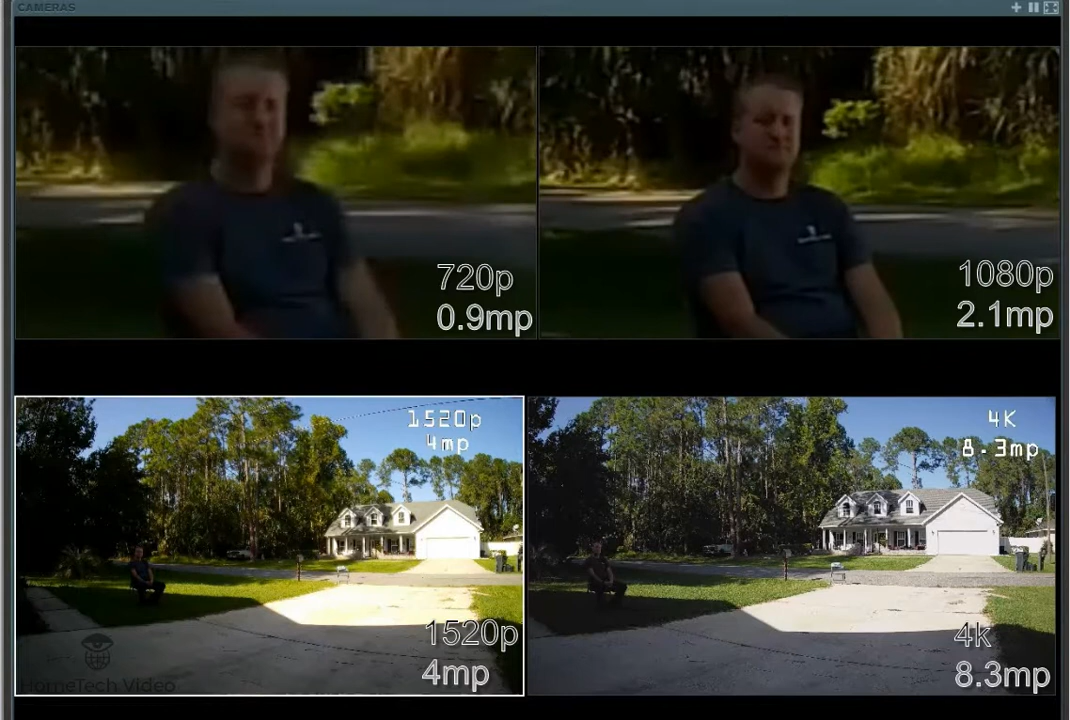 CAMERAS
720p
0.9mp
1080p
2.1mp
1520p
4mp
4K
8.3mp
1520p
4mp
4k
8.3mp
HomeTech Video